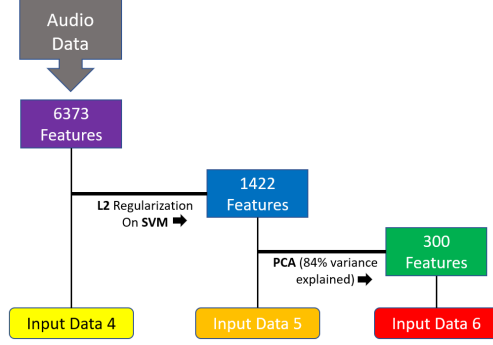 Audio
Data
6373
Features
L2 Regularization
On SVM
1422
Features
PCA (84% variance
explained)
300
Features
Input Data 4
Input Data 5
Input Data 6